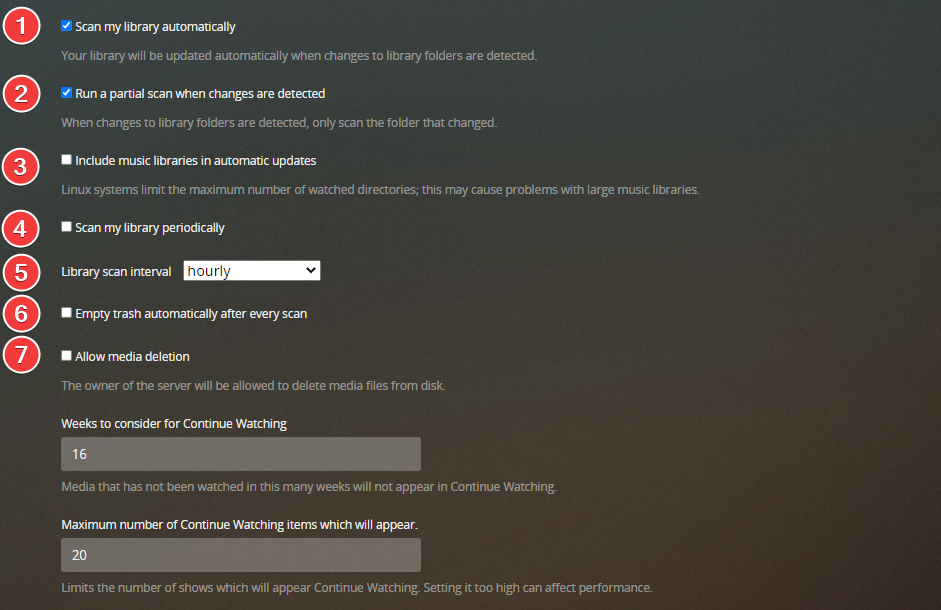 1 Scan my library automatically
Your library will be updated automatically when changes to library folders are detected.
2 Run a partial scan when changes are detected
When changes to library folders are detected, only scan the folder that changed.
3 Include music libraries in automatic updates
Linux systems limit the maximum number of watched directories; this may cause problems with large music libraries.
4 Scan my library periodically
5 Library scan interval hourly
6 Empty trash automatically after every scan
7 Allow media deletion
The owner of the server will be allowed to delete media files from disk.
Weeks to consider for Continue Watching
16
Media that has not been watched in this many weeks will not appear in Continue Watching.
Maximum number of Continue Watching items which will appear.
20
Limits the number of shows which will appear Continue Watching. Setting it too high can affect performance.